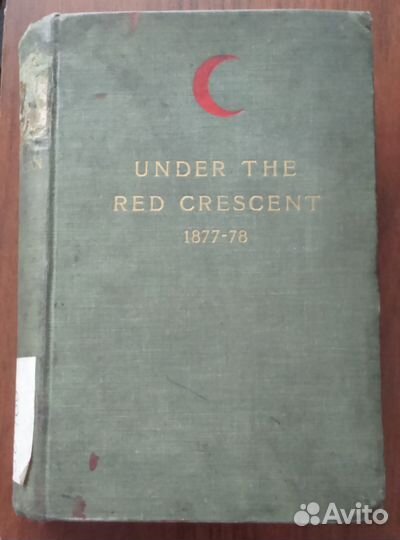 UNDER THE
RED CRESCENT
1877-78
N
Avito